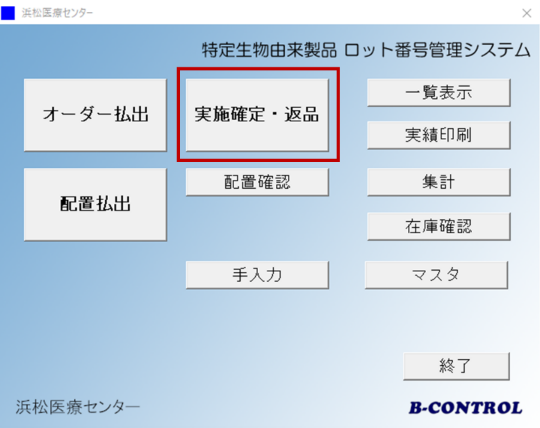 浜松医療センター
特定生物由来製品 ロット番号管理システム
オーダー払出
実施確定・返品
一覧表示
実績印刷
配置払出
配置確認
集計
在庫確認
手入力
マスタ
終了
浜松医療センター
B-CONTROL